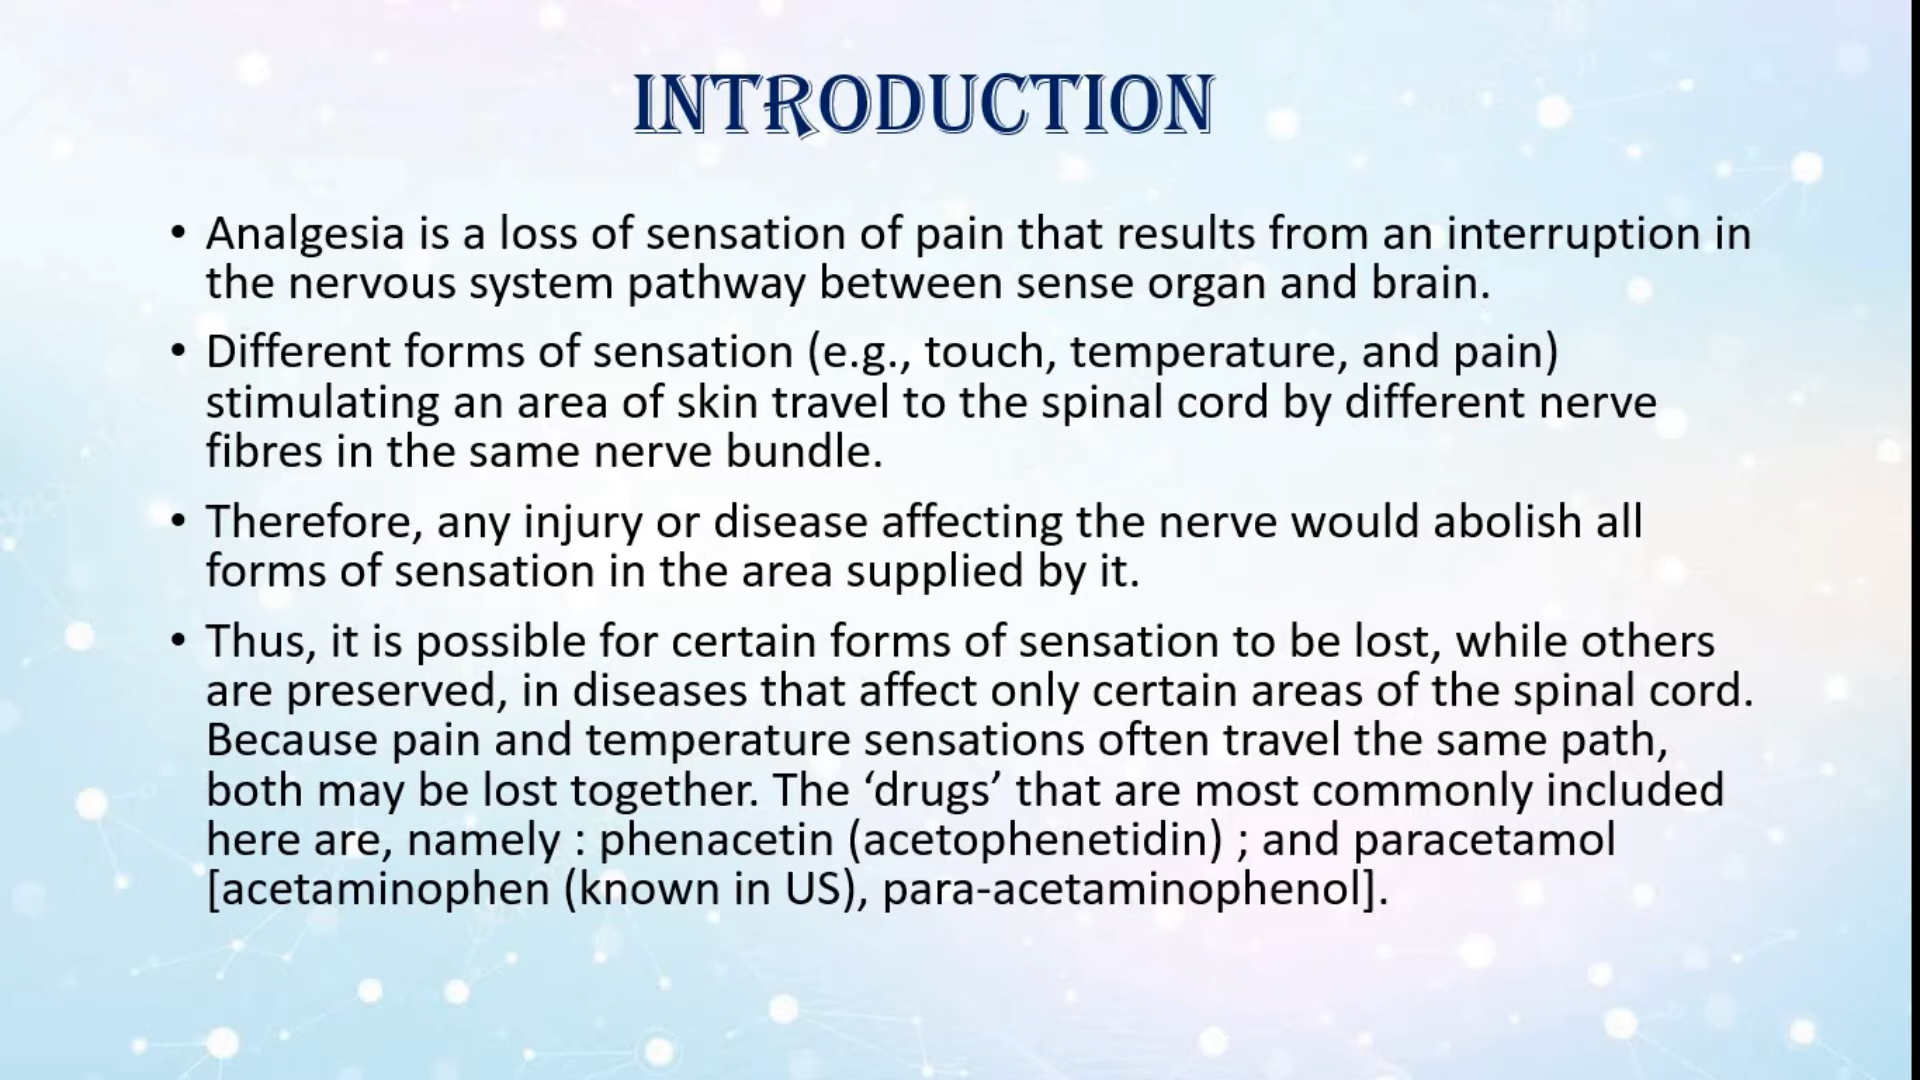 INTRODUCTION
• Analgesia is a loss of sensation of pain that results from an interruption in
the nervous system pathway between sense organ and brain.
• Different forms of sensation (e.g., touch, temperature, and pain)
stimulating an area of skin travel to the spinal cord by different nerve
fibres in the same nerve bundle.
• Therefore, any injury or disease affecting the nerve would abolish all
forms of sensation in the area supplied by it.
• Thus, it is possible for certain forms of sensation to be lost, while others
are preserved, in diseases that affect only certain areas of the spinal cord.
Because pain and temperature sensations often travel the same path,
both may be lost together. The ‘drugs’ that are most commonly included
here are, namely : phenacetin (acetophenetidin) ; and paracetamol
[acetaminophen (known in US), para-acetaminophenol].